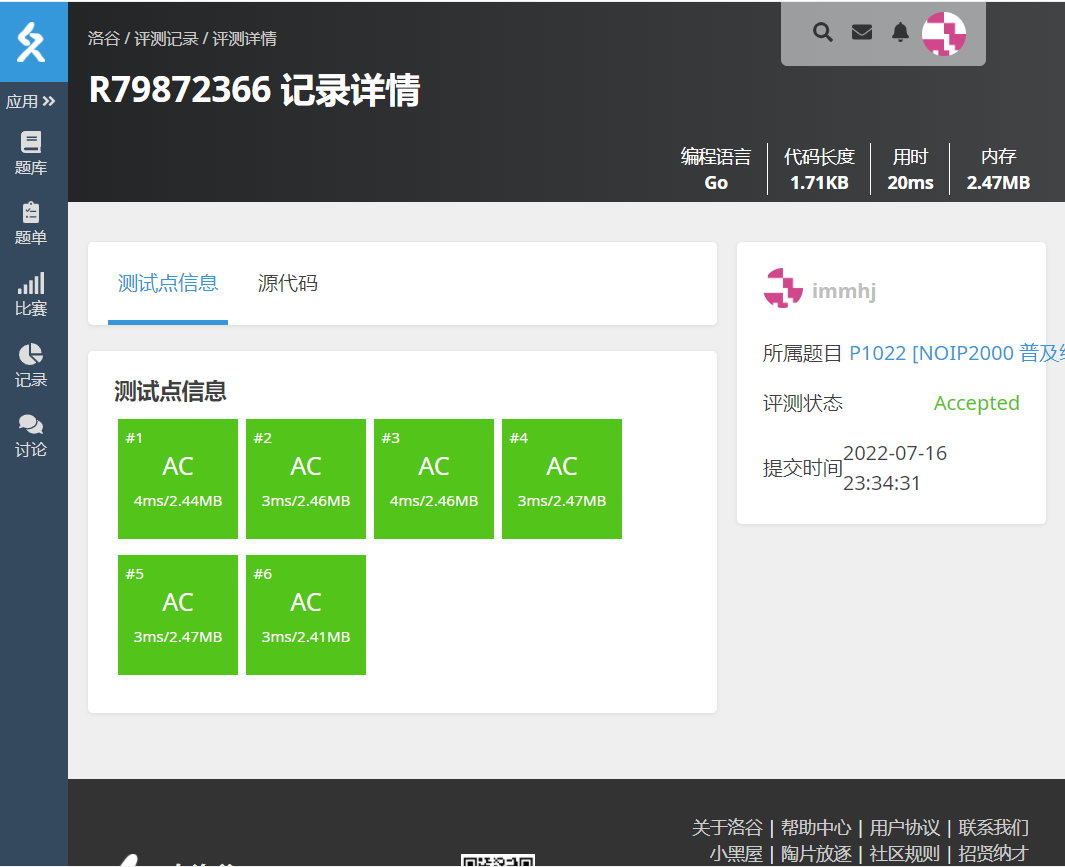 洛谷 / 评测记录 / 评测详情
R79872366 记录详情
应用
题库
题单
比赛
记录
讨论
编程语言
Go
代码长度
1.71KB
用时
20ms
内存
2.47MB
测试点信息
源代码
测试点信息
#1
AC
4ms/2.44MB
#2
AC
3ms/2.46MB
#3
AC
4ms/2.46MB
#4
AC
3ms/2.47MB
#5
AC
3ms/2.47MB
#6
AC
3ms/2.41MB
immhj
所属题目 P1022 [NOIP2000 普及
评测状态 Accepted
提交时间 2022-07-16
23:34:31
关于洛谷 | 帮助中心 | 用户协议 | 联系我们
小黑屋 | 陶片放逐 | 社区规则 | 招贤纳才